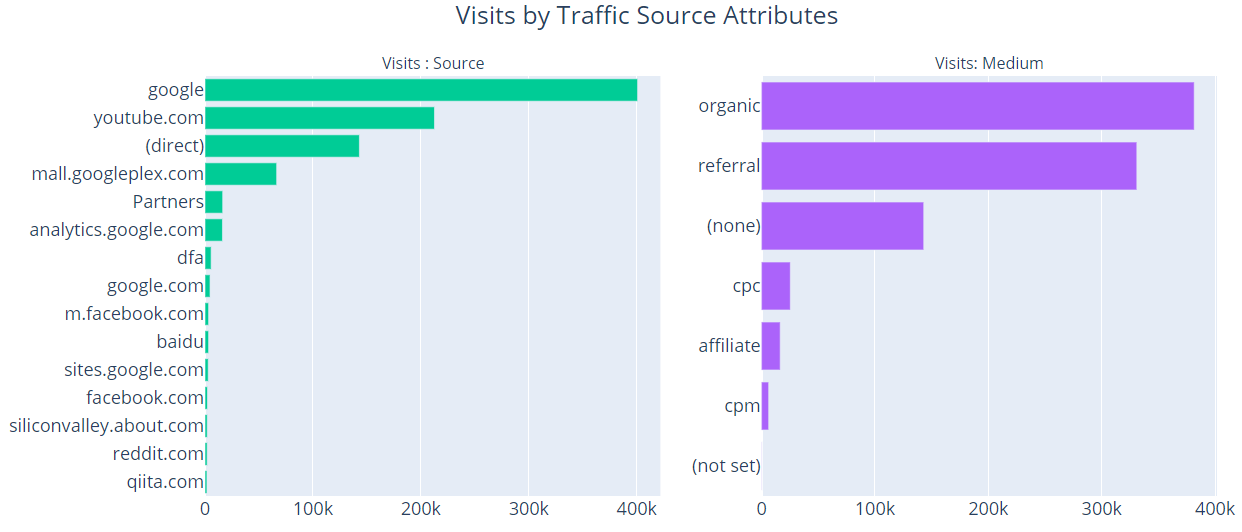 Visits by Traffic Source Attributes
Visits : Source
google
youtube.com
(direct)
mall.googleplex.com
Partners
analytics.google.com
dfa
google.com
m.facebook.com
baidu
sites.google.com
facebook.com
siliconvalley.about.com
reddit.com
qiita.com
0 100k 200k 300k 400k
Visits: Medium
organic
referral
(none)
cpc
affiliate
cpm
(not set)
0 100k 200k 300k 400k